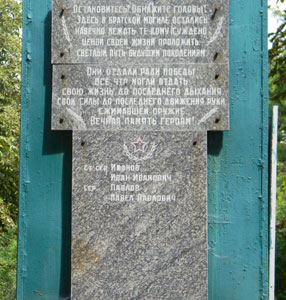 Остановитесь! Обнажите головы!
Здесь в братской могиле остались
навечно лежать те кому суждено
ценой своей жизни проложить
светлый путь будущим поколениям.
Они отдали ради победы
все что могли отдать
свою жизнь до последнего дыхания
свои силы до последнего движения руки
сжимавшей оружие.
Вечная память героям!
Иванов
Иван Иванович
сер. Павлов
Павел Павлович